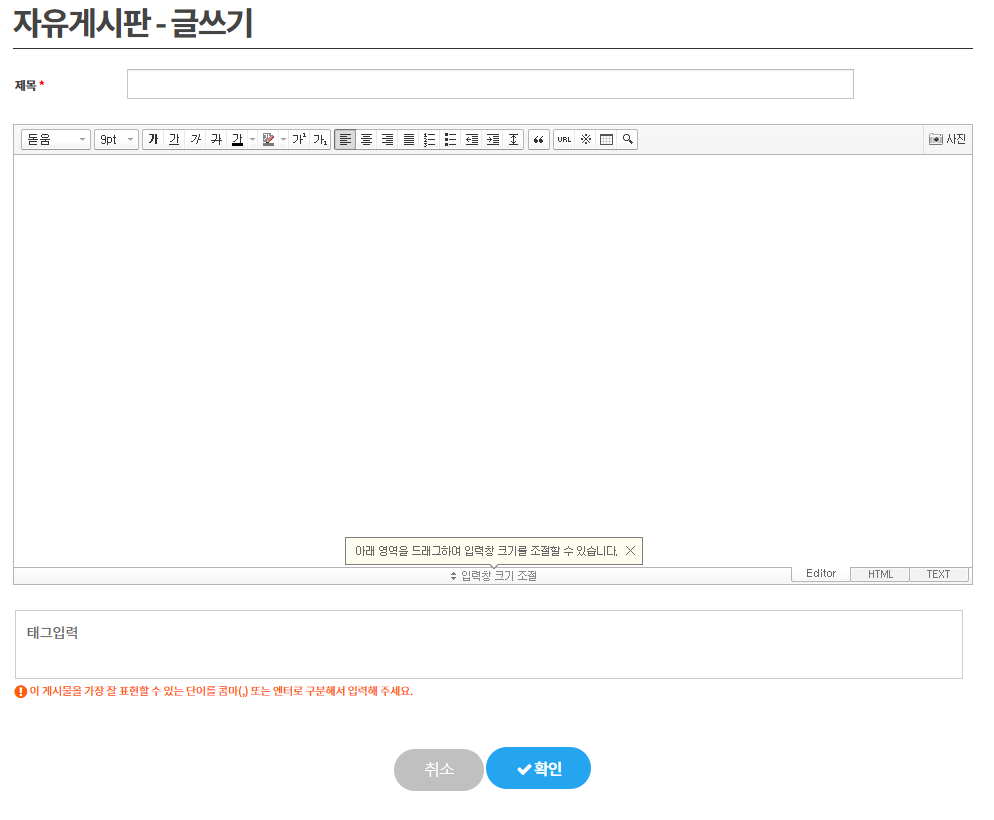 자유게시판 - 글쓰기
제목 *
돋움 9pt 가 가 가 가 가 가² 가₁ URL 사진
아래 영역을 드래그하여 입력창 크기를 조절할 수 있습니다.
입력창 크기 조절 Editor HTML TEXT
태그입력
이 게시물을 가장 잘 표현할 수 있는 단어를 콤마(,) 또는 엔터로 구분해서 입력해 주세요.
취소 확인